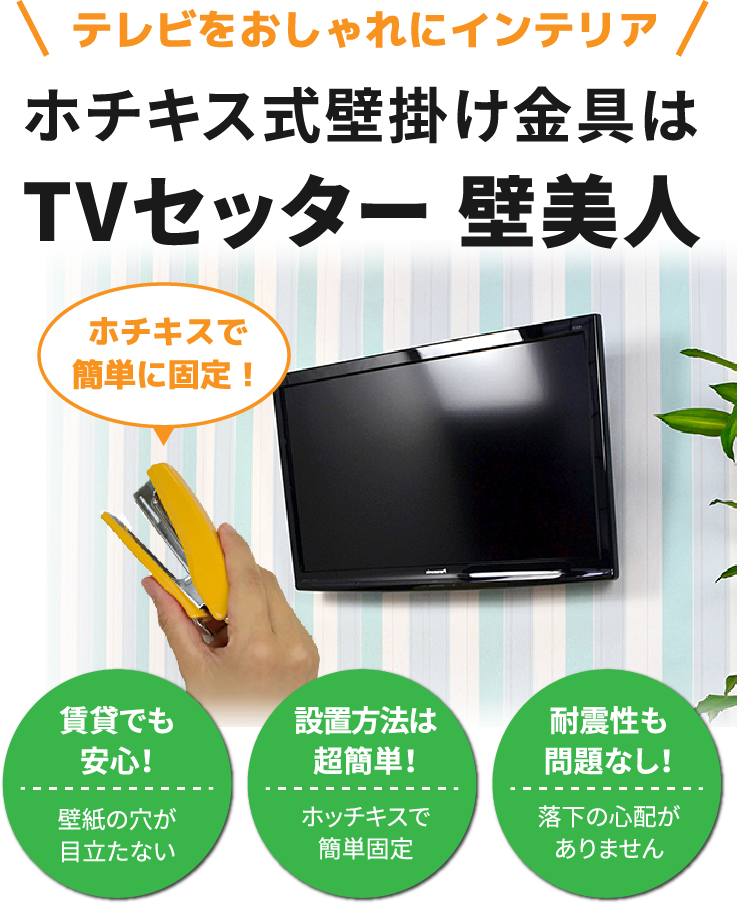 テレビをおしゃれにインテリア
ホチキス式壁掛け金具は
TVセッター 壁美人
ホチキスで
簡単に固定！
賃貸でも
安心！
壁紙の穴が
目立たない
設置方法は
超簡単！
ホッチキスで
簡単固定
耐震性も
問題なし！
落下の心配が
ありません